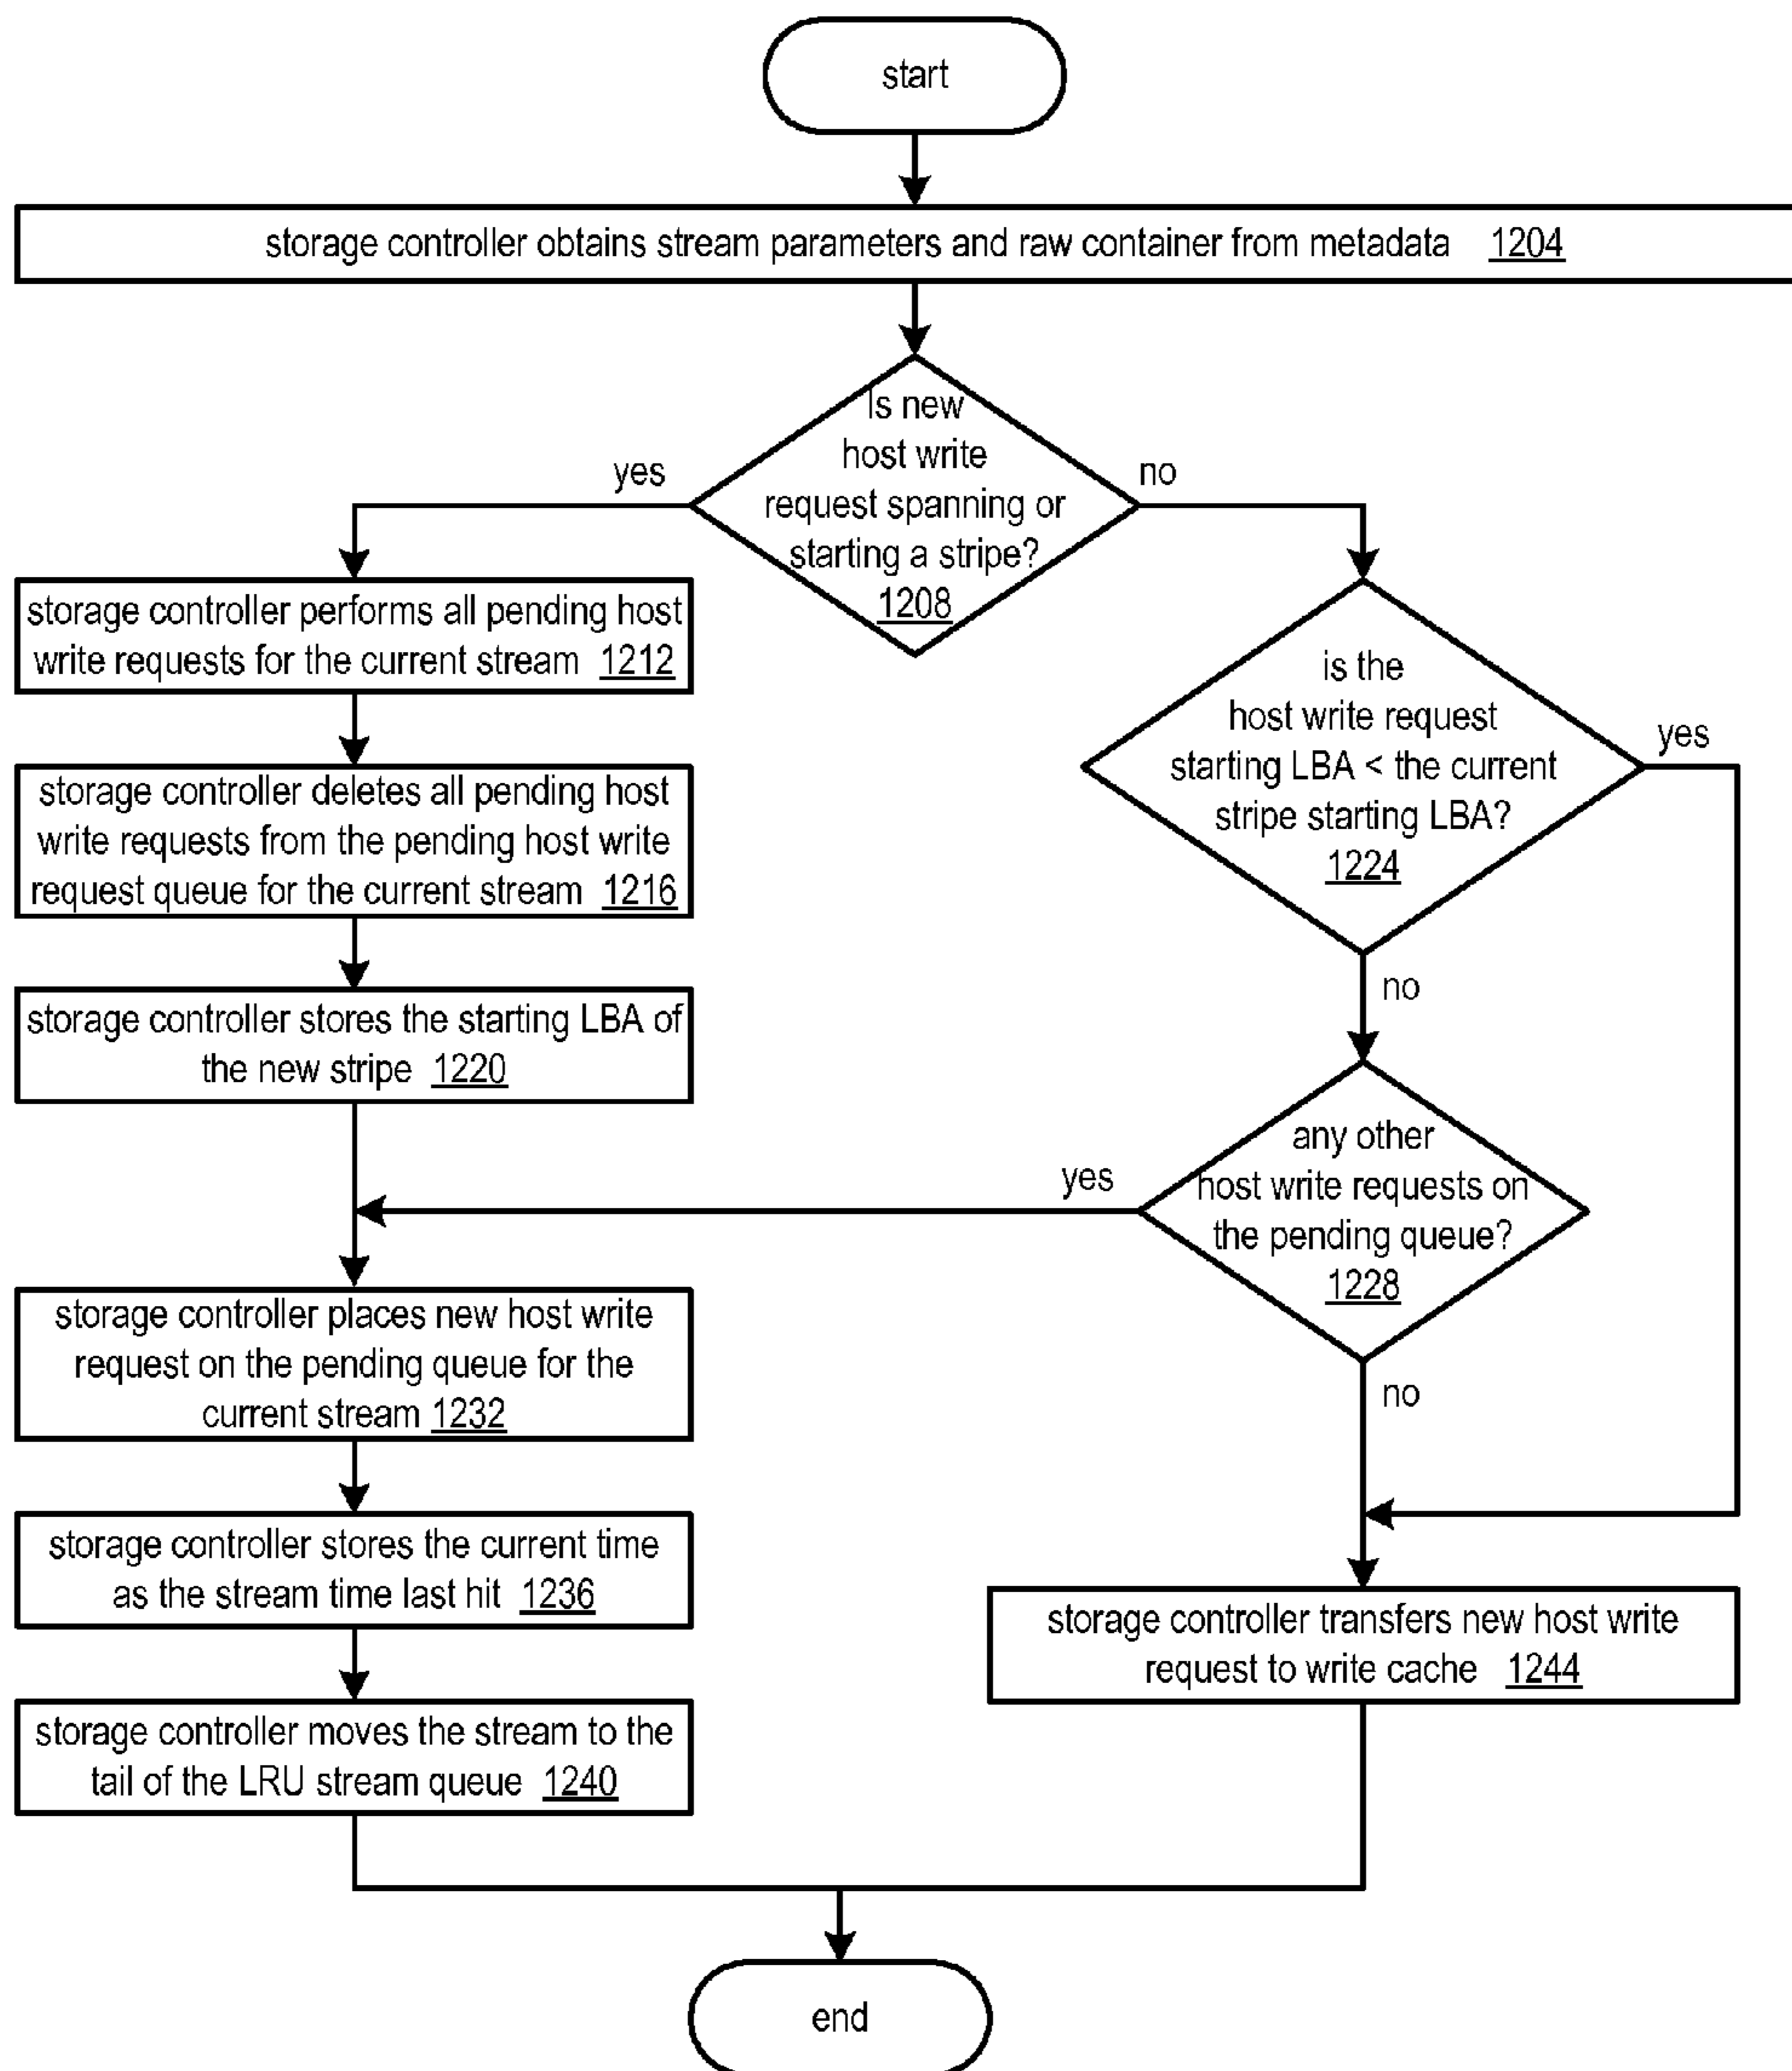 start
storage controller obtains stream parameters and raw container from metadata 1204
Is new
host write
request spanning or
starting a stripe?
1208
yes
no
storage controller performs all pending host
write requests for the current stream 1212
storage controller deletes all pending host
write requests from the pending host write
request queue for the current stream 1216
storage controller stores the starting LBA of
the new stripe 1220
is the
host write request
starting LBA < the current
stripe starting LBA?
1224
yes
no
any other
host write requests on
the pending queue?
1228
yes
no
storage controller places new host write
request on the pending queue for the
current stream 1232
storage controller stores the current time
as the stream time last hit 1236
storage controller moves the stream to the
tail of the LRU stream queue 1240
storage controller transfers new host write
request to write cache 1244
end